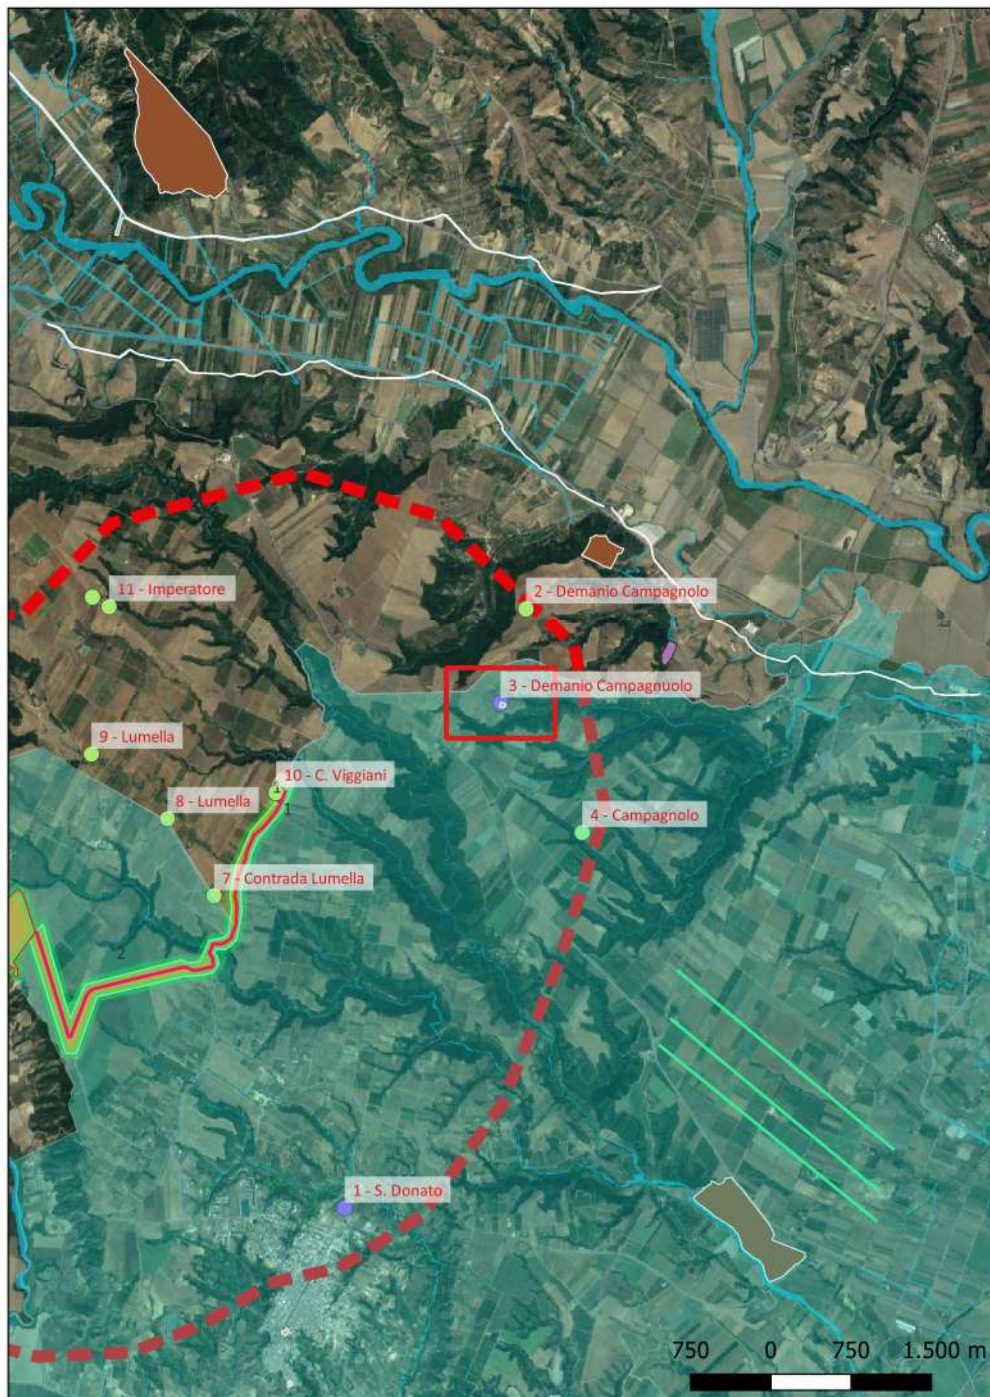 11 - Imperatore
2 - Demanio Campagnolo
3 - Demanio Campagnuolo
9 - Lumella
10 - C. Viggiani
1
1
8 - Lumella
4 - Campagnolo
7 - Contrada Lumella
2
1 - S. Donato
750 0 750 1.500 m